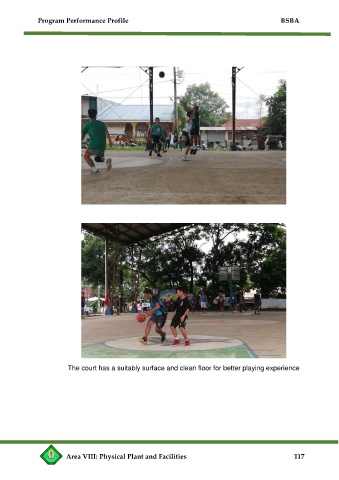 Program Performance Profile BSBA
The court has a suitably surface and clean floor for better playing experience
Area VIII: Physical Plant and Facilities 117